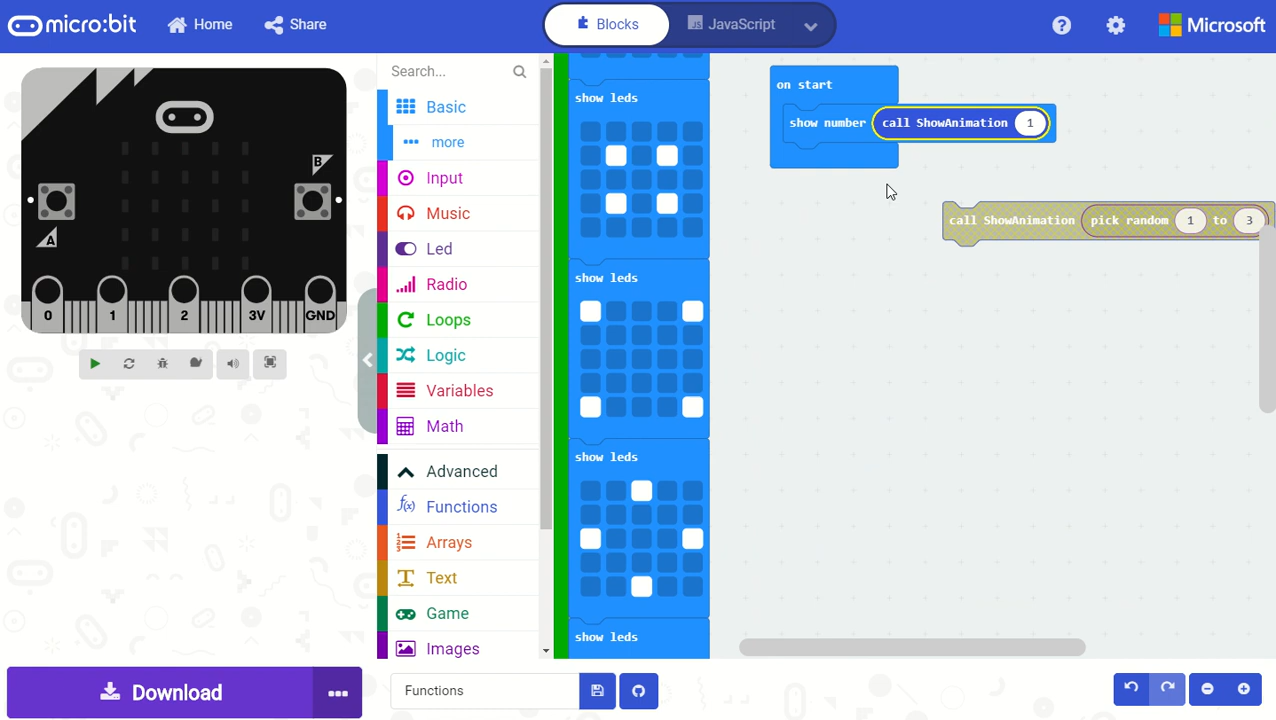 micro:bit
Home
Share
Blocks
JS JavaScript
Microsoft
Search...
Basic
more
Input
Music
Led
Radio
Loops
Logic
Variables
Math
Advanced
f(x) Functions
Arrays
Text
Game
Images
A
B
0 1 2 3V GND
Download
show leds
show leds
show leds
show leds
on start
show number call ShowAnimation 1
call ShowAnimation pick random 1 to 3
Functions